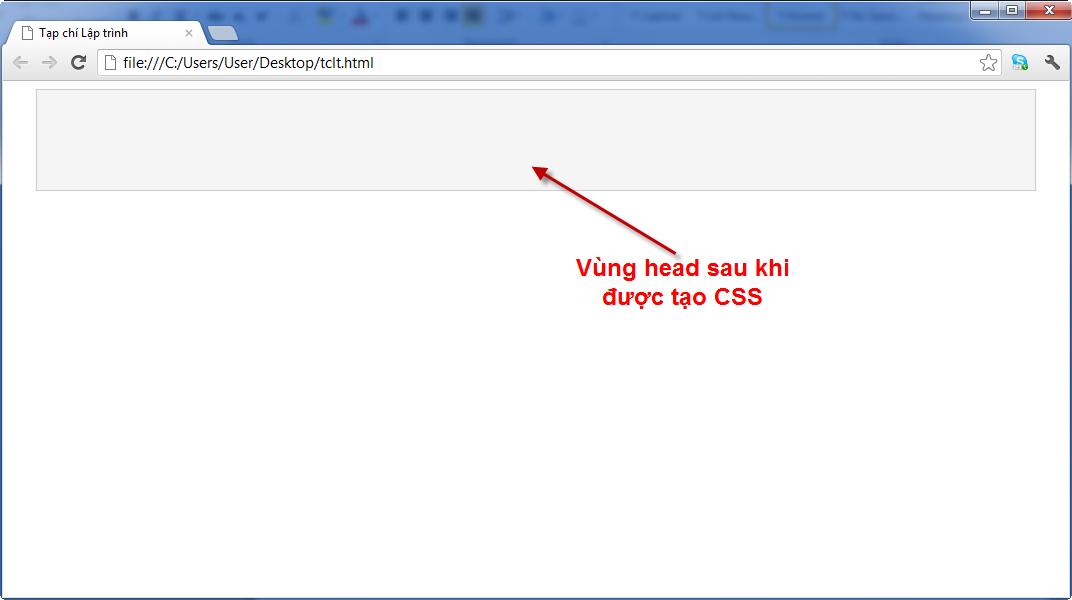 Tạp chí Lập trình
file:///C:/Users/User/Desktop/tclt.html
Vùng head sau khi
được tạo CSS